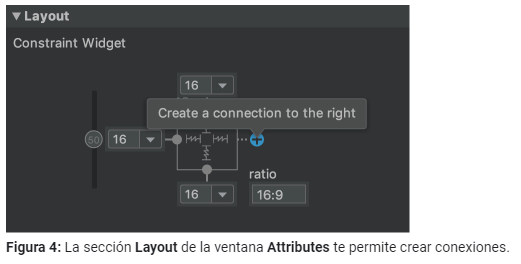 ▼ Layout
Constraint Widget
16
Create a connection to the right
50 16
ratio
16 16:9
Figura 4: La sección Layout de la ventana Attributes te permite crear conexiones.